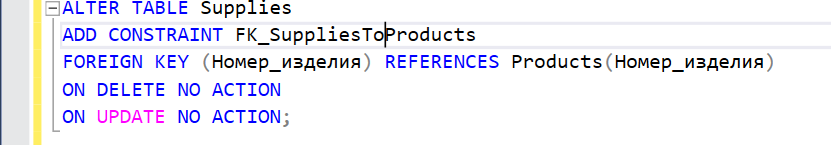 ALTER TABLE Supplies
ADD CONSTRAINT FK_SuppliesToProducts
FOREIGN KEY (Номер_изделия) REFERENCES Products(Номер_изделия)
ON DELETE NO ACTION
ON UPDATE NO ACTION;